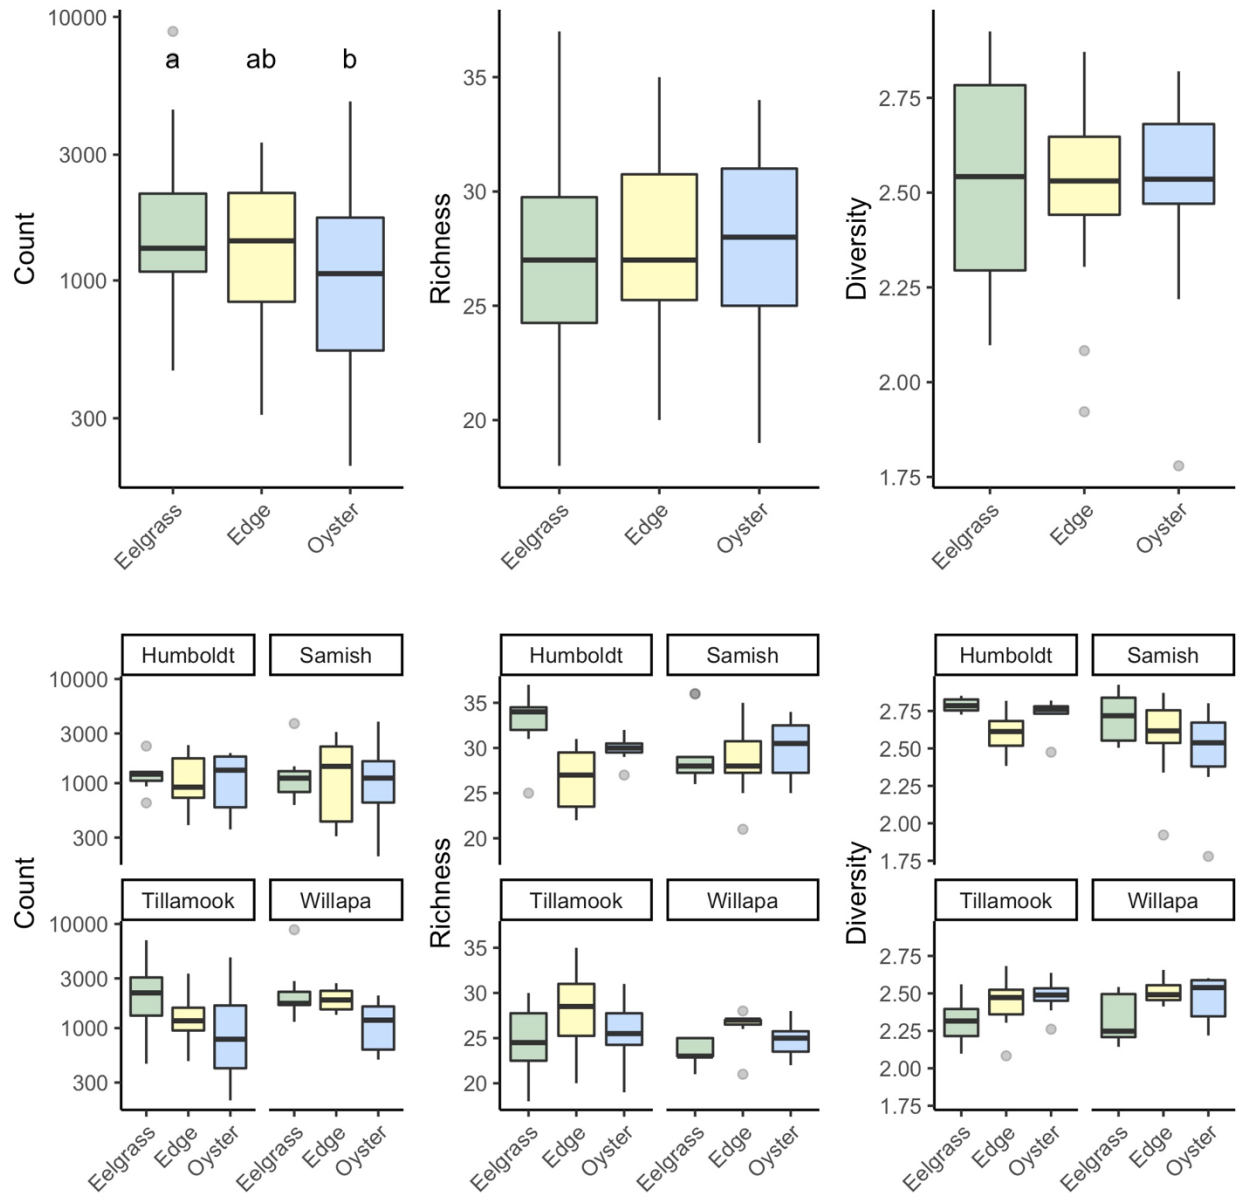 10000
3000
1000
300
Count
a ab b
Eelgrass
Edge
Oyster
35
30
25
20
Richness
Eelgrass
Edge
Oyster
2.75
2.50
2.25
2.00
1.75
Diversity
Eelgrass
Edge
Oyster
Count
Humboldt Samish
10000
3000
1000
300
Tillamook Willapa
10000
3000
1000
300
Eelgrass
Edge
Oyster
Eelgrass
Edge
Oyster
Richness
Humboldt Samish
35
30
25
20
Tillamook Willapa
35
30
25
20
Eelgrass
Edge
Oyster
Eelgrass
Edge
Oyster
Diversity
Humboldt Samish
2.75
2.50
2.25
2.00
1.75
Tillamook Willapa
2.75
2.50
2.25
2.00
1.75
Eelgrass
Edge
Oyster
Eelgrass
Edge
Oyster